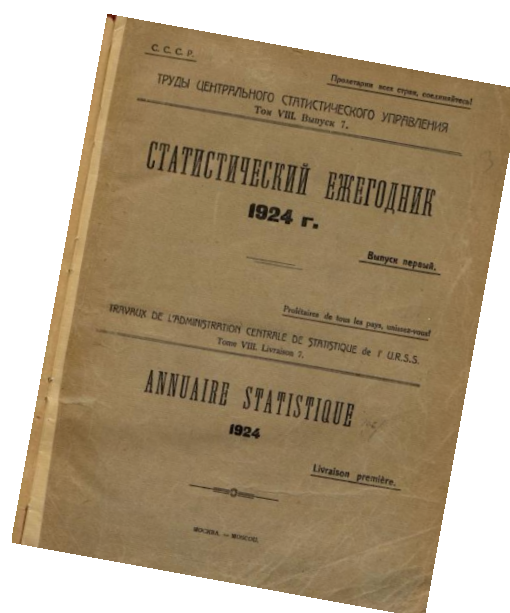 С. С. С. Р.
Пролетарии всех стран, соединяйтесь!
ТРУДЫ ЦЕНТРАЛЬНОГО СТАТИСТИЧЕСКОГО УПРАВЛЕНИЯ
Том VIII. Выпуск 7.
СТАТИСТИЧЕСКИЙ ЕЖЕГОДНИК
1924 г.
Выпуск первый.
Prolétaires de tous les pays, unissez-vous!
TRAVAUX DE L'ADMINISTRATION CENTRALE DE STATISTIQUE de l' U.R.S.S.
Tome VIII. Livraison 7.
ANNUAIRE STATISTIQUE
1924
Livraison première.
МОСКВА. — MOSCOU.